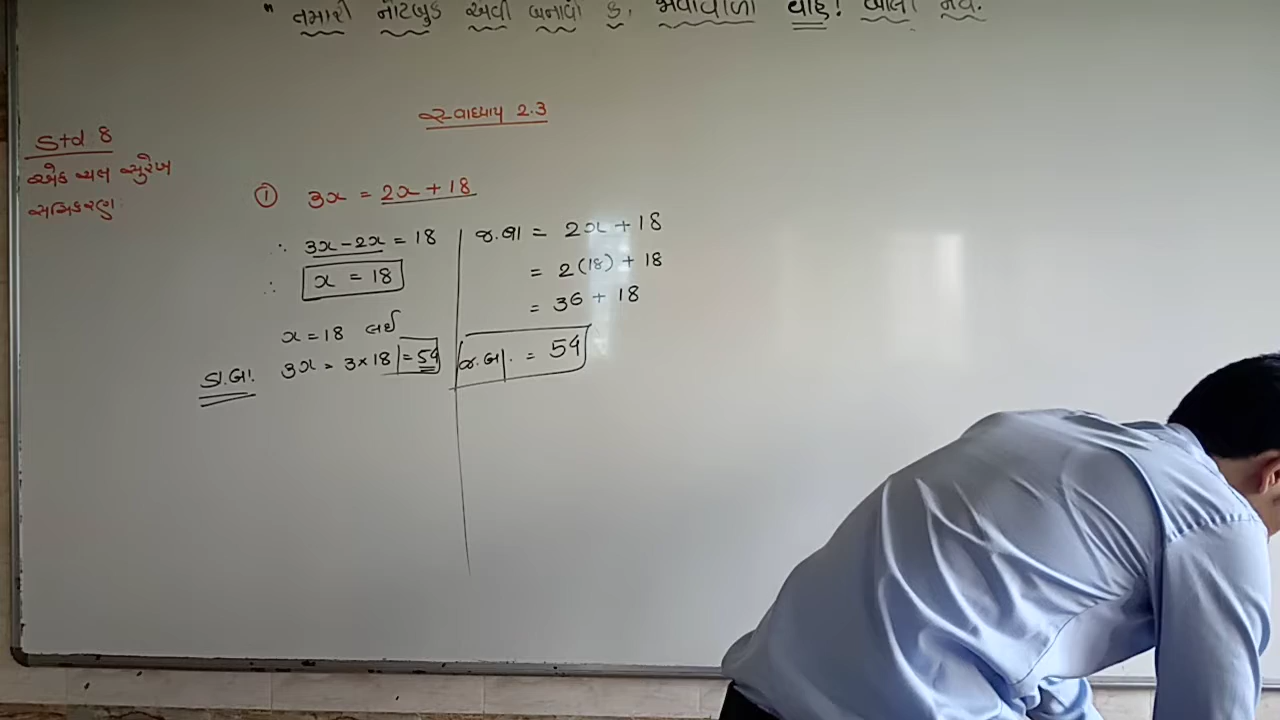 " તમારી નોટબુક એવી બનાવો કે, ભણવાવાળા વાહ! બોલી
સ્વાધ્યાય 2.3
Std 8
એક ચલ સુરેખ
સમિકરણ
① 3x = 2x + 18
∴ 3x – 2x = 18
∴ x = 18
x = 18 લઈ
ડા.બા. 3x = 3 × 18 = 54
જ.બા = 2x + 18
= 2(18) + 18
= 36 + 18
જ.બા. = 54